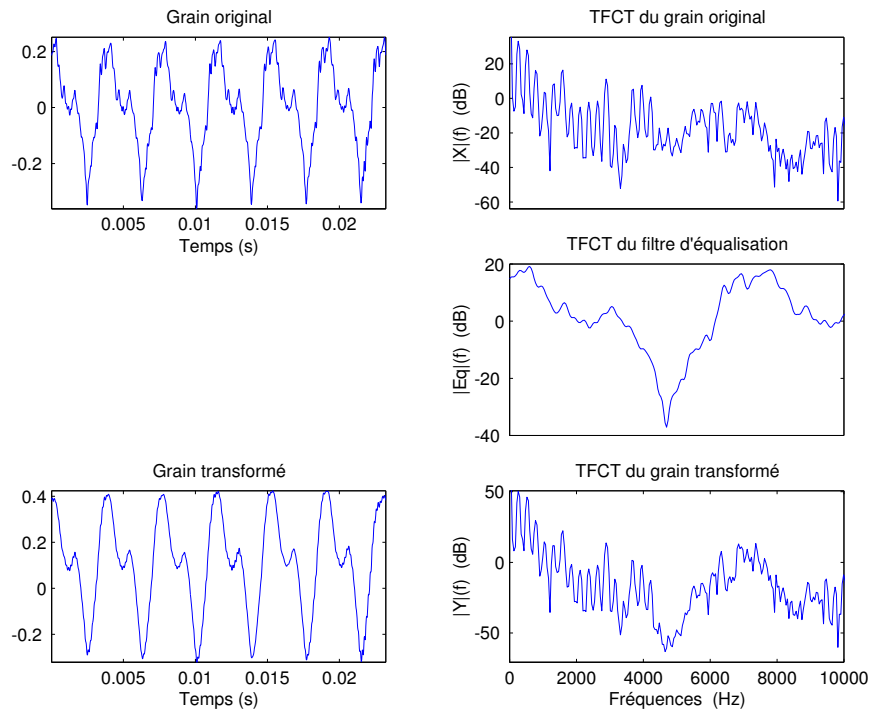 Grain original
0.2
0
-0.2
0.005 0.01 0.015 0.02
Temps (s)
TFCT du grain original
20
0
-20
-40
-60
|X|(f) (dB)
TFCT du filtre d'équalisation
20
0
-20
-40
|Eq|(f) (dB)
Grain transformé
0.4
0.2
0
-0.2
0.005 0.01 0.015 0.02
Temps (s)
TFCT du grain transformé
50
0
-50
|Y|(f) (dB)
0 2000 4000 6000 8000 10000
Fréquences (Hz)